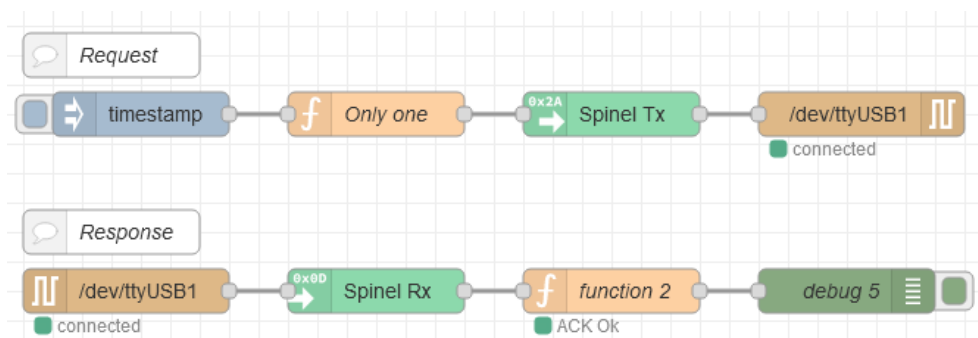 Request
timestamp
Only one
0x2A
Spinel Tx
/dev/ttyUSB1
connected
Response
/dev/ttyUSB1
connected
0x0D
Spinel Rx
function 2
ACK Ok
debug 5